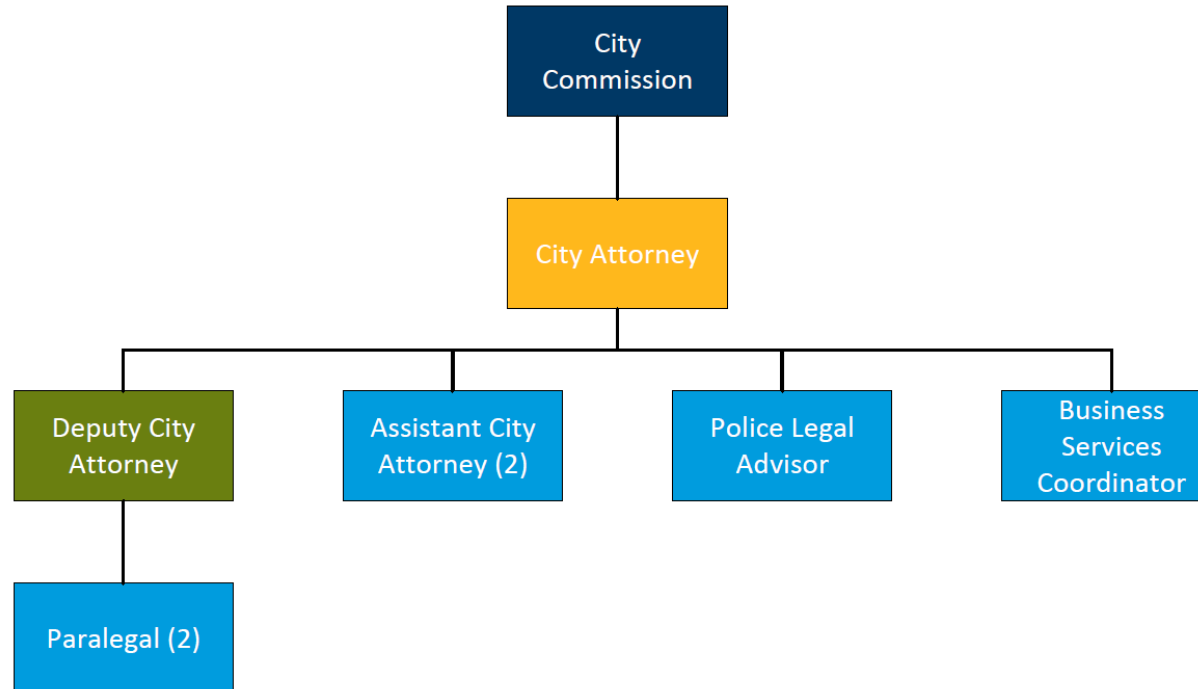 City
Commission
City Attorney
Deputy City
Attorney
Assistant City
Attorney (2)
Police Legal
Advisor
Business
Services
Coordinator
Paralegal (2)